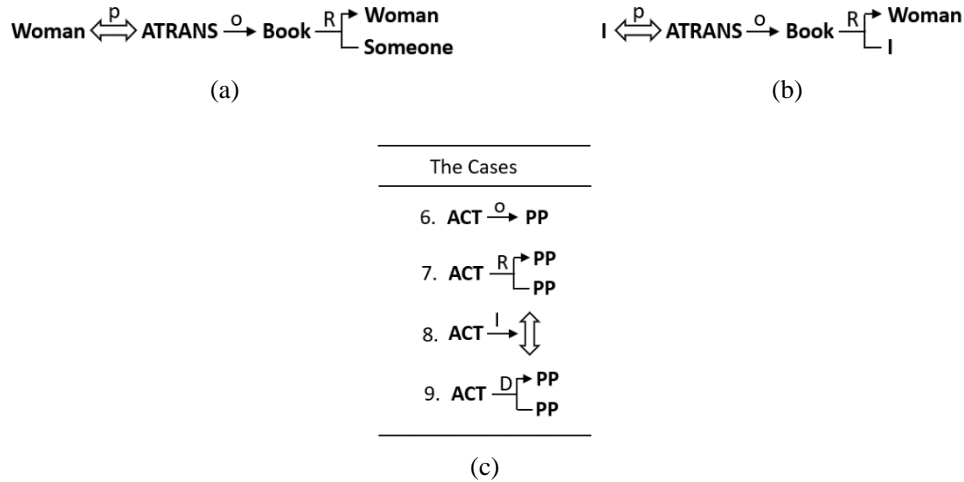 p
Woman ATRANS o Book R Woman
Someone
(a)
p
I ATRANS o Book R Woman
I
(b)
The Cases
6. ACT o PP
7. ACT R PP
PP
8. ACT I
9. ACT D PP
PP
(c)